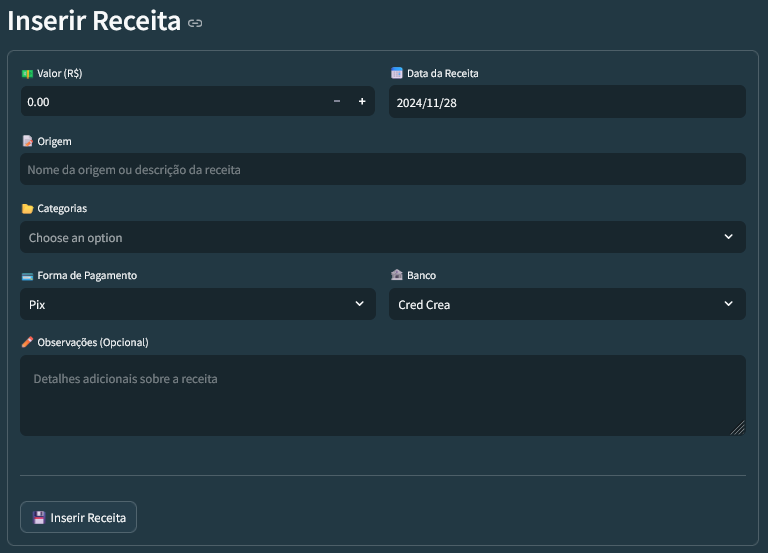 Inserir Receita
Valor (R$)
Data da Receita
0.00
2024/11/28
Origem
Nome da origem ou descrição da receita
Categorias
Choose an option
Forma de Pagamento
Banco
Pix
Cred Crea
Observações (Opcional)
Detalhes adicionais sobre a receita
Inserir Receita